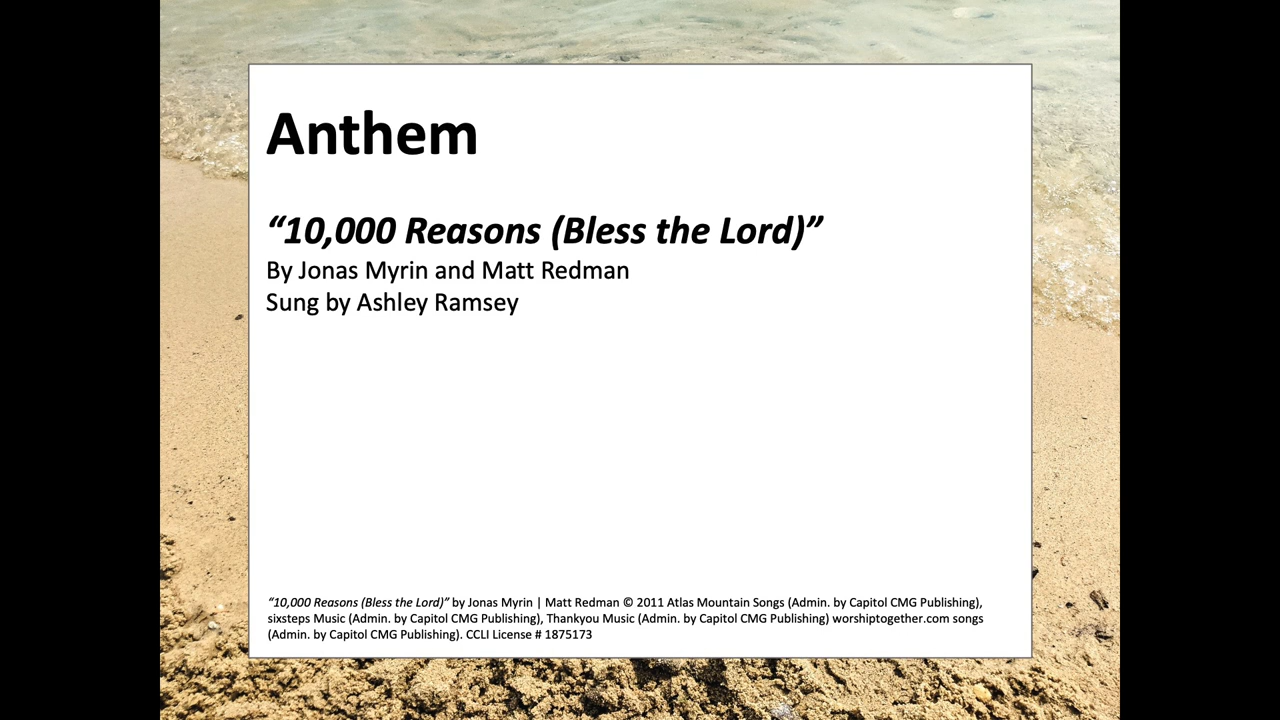 Anthem
“10,000 Reasons (Bless the Lord)”
By Jonas Myrin and Matt Redman
Sung by Ashley Ramsey
“10,000 Reasons (Bless the Lord)” by Jonas Myrin | Matt Redman © 2011 Atlas Mountain Songs (Admin. by Capitol CMG Publishing),
sixsteps Music (Admin. by Capitol CMG Publishing), Thankyou Music (Admin. by Capitol CMG Publishing) worshiptogether.com songs
(Admin. by Capitol CMG Publishing). CCLI License # 1875173